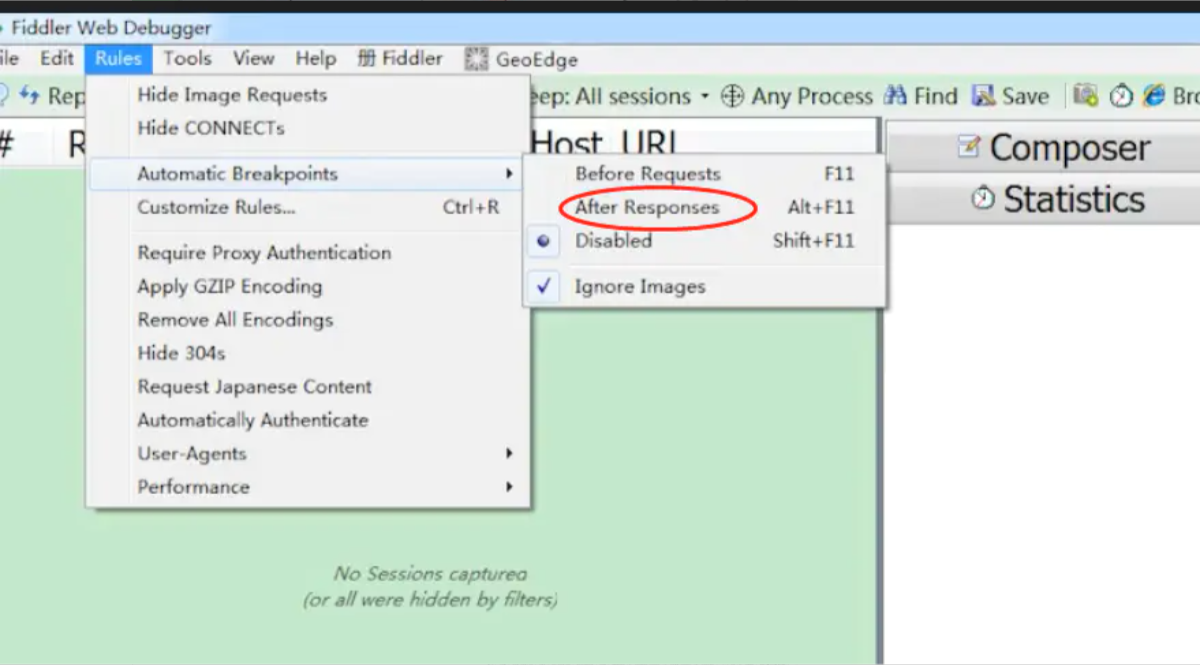 Fiddler Web Debugger
ile Edit Rules Tools View Help 册 Fiddler GeoEdge
Rep eep: All sessions Any Process Find Save Bro
# R Host URL
Composer
Statistics
Hide Image Requests
Hide CONNECTs
Automatic Breakpoints
Customize Rules... Ctrl+R
Require Proxy Authentication
Apply GZIP Encoding
Remove All Encodings
Hide 304s
Request Japanese Content
Automatically Authenticate
User-Agents
Performance
Before Requests F11
After Responses Alt+F11
Disabled Shift+F11
Ignore Images
No Sessions captured
(or all were hidden by filters)